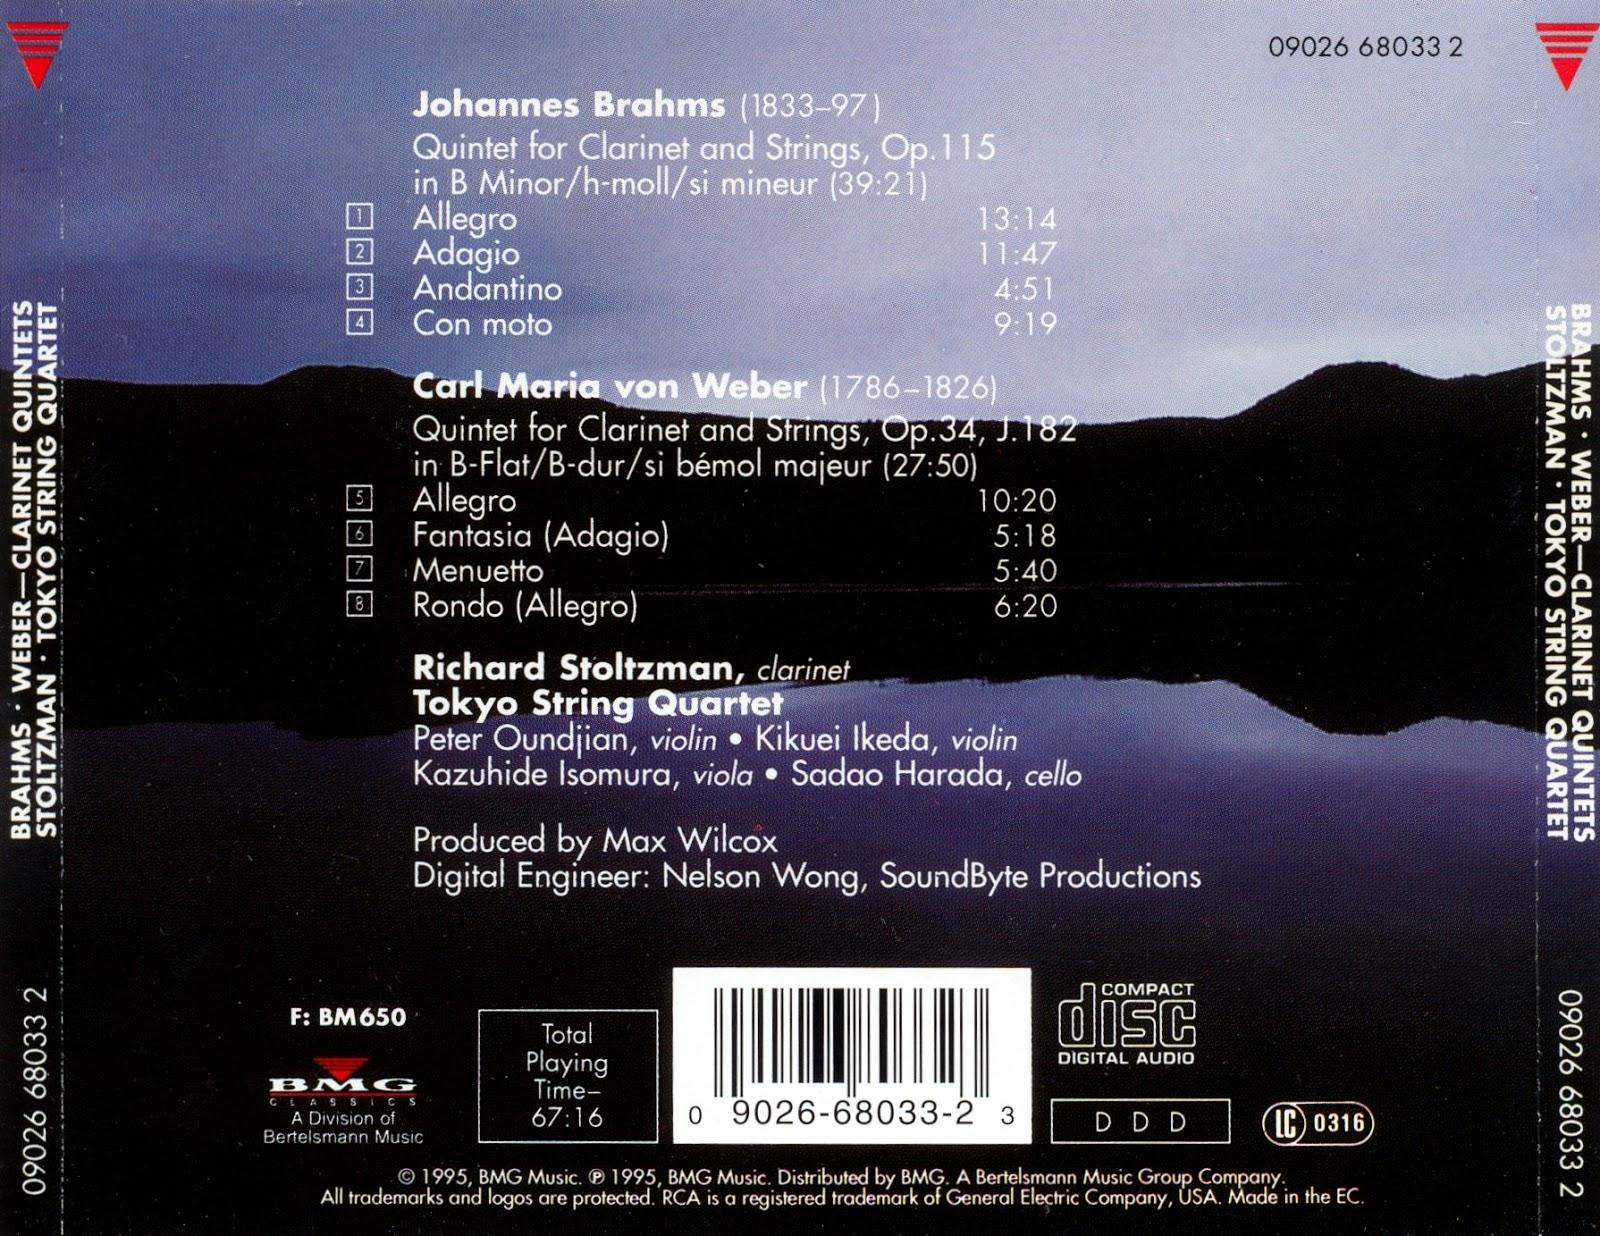 09026 68033 2
Johannes Brahms (1833–97)
Quintet for Clarinet and Strings, Op.115
in B Minor/h-moll/si mineur (39:21)
1 Allegro 13:14
2 Adagio 11:47
3 Andantino 4:51
4 Con moto 9:19
Carl Maria von Weber (1786–1826)
Quintet for Clarinet and Strings, Op.34, J.182
in B-Flat/B-dur/si bémol majeur (27:50)
5 Allegro 10:20
6 Fantasia (Adagio) 5:18
7 Menuetto 5:40
8 Rondo (Allegro) 6:20
Richard Stoltzman, clarinet
Tokyo String Quartet
Peter Oundjian, violin • Kikuei Ikeda, violin
Kazuhide Isomura, viola • Sadao Harada, cello
Produced by Max Wilcox
Digital Engineer: Nelson Wong, SoundByte Productions
F: BM650
BMG
CLASSICS
A Division of
Bertelsmann Music
Total
Playing
Time–
67:16
0 9026-68033-2 3
COMPACT
disc
DIGITAL AUDIO
D D D
LC 0316
© 1995, BMG Music. ℗ 1995, BMG Music. Distributed by BMG. A Bertelsmann Music Group Company.
All trademarks and logos are protected. RCA is a registered trademark of General Electric Company, USA. Made in the EC.
BRAHMS · WEBER—CLARINET QUINTETS
STOLTZMAN · TOKYO STRING QUARTET
09026 68033 2
BRAHMS · WEBER—CLARINET QUINTETS
STOLTZMAN · TOKYO STRING QUARTET
09026 68033 2